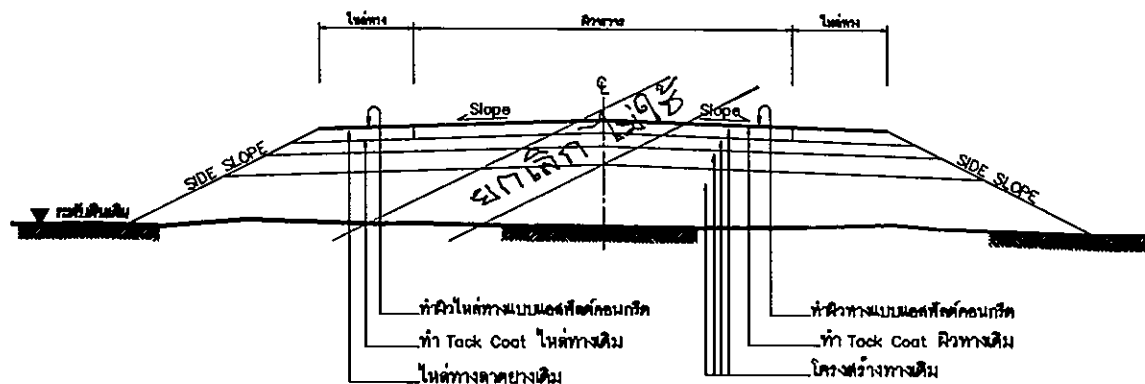 ไหล่ทาง ผิวจราจร ไหล่ทาง
℄
Slope Slope
ยกเลิก ไม่ใช้
SIDE SLOPE SIDE SLOPE
ระดับดินเดิม
ทำผิวไหล่ทางแบบแอสฟัลต์คอนกรีต ทำผิวทางแบบแอสฟัลต์คอนกรีต
ทำ Tack Coat ไหล่ทางเดิม ทำ Tack Coat ผิวทางเดิม
ไหล่ทางลาดยางเดิม โครงสร้างทางเดิม